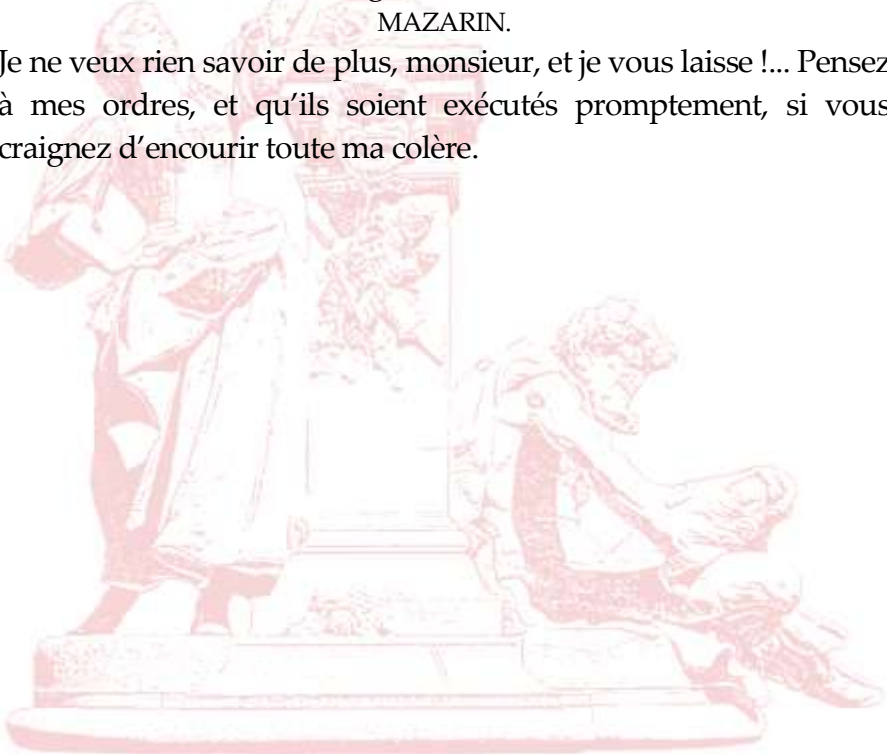 MAZARIN.
Je ne veux rien savoir de plus, monsieur, et je vous laisse !... Pensez
à mes ordres, et qu’ils soient exécutés promptement, si vous
craignez d’encourir toute ma colère.